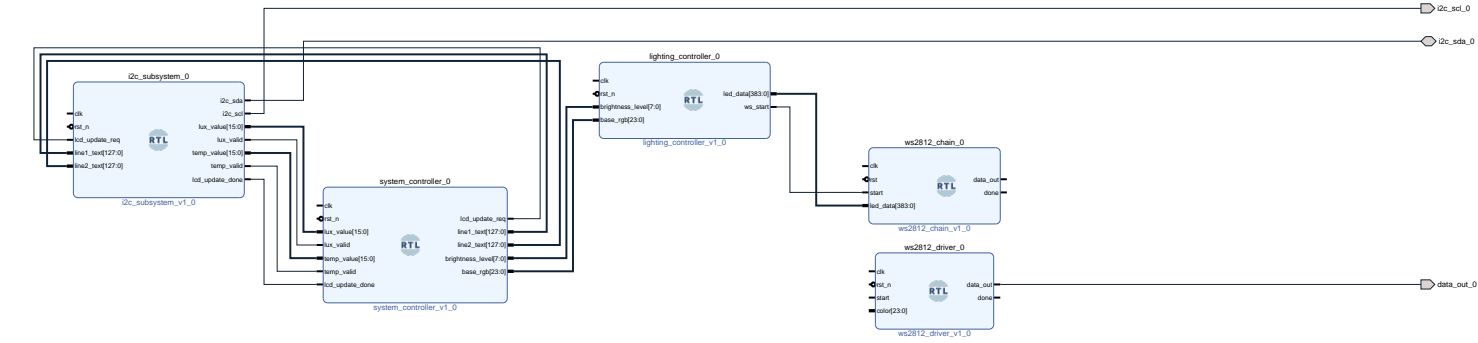 i2c_scl_0
i2c_sda_0
i2c_subsystem_0
clk
rst_n
lcd_update_req
line1_text[127:0]
line2_text[127:0]
i2c_sda
i2c_scl
lux_value[15:0]
lux_valid
temp_value[15:0]
temp_valid
lcd_update_done
RTL
i2c_subsystem_v1_0
system_controller_0
clk
rst_n
lux_value[15:0]
lux_valid
temp_value[15:0]
temp_valid
lcd_update_done
lcd_update_req
line1_text[127:0]
line2_text[127:0]
brightness_level[7:0]
base_rgb[23:0]
RTL
system_controller_v1_0
lighting_controller_0
clk
rst_n
brightness_level[7:0]
base_rgb[23:0]
led_data[383:0]
ws_start
RTL
lighting_controller_v1_0
ws2812_chain_0
clk
rst
start
led_data[383:0]
data_out
done
RTL
ws2812_chain_v1_0
ws2812_driver_0
clk
rst_n
start
color[23:0]
data_out
done
RTL
ws2812_driver_v1_0
data_out_0